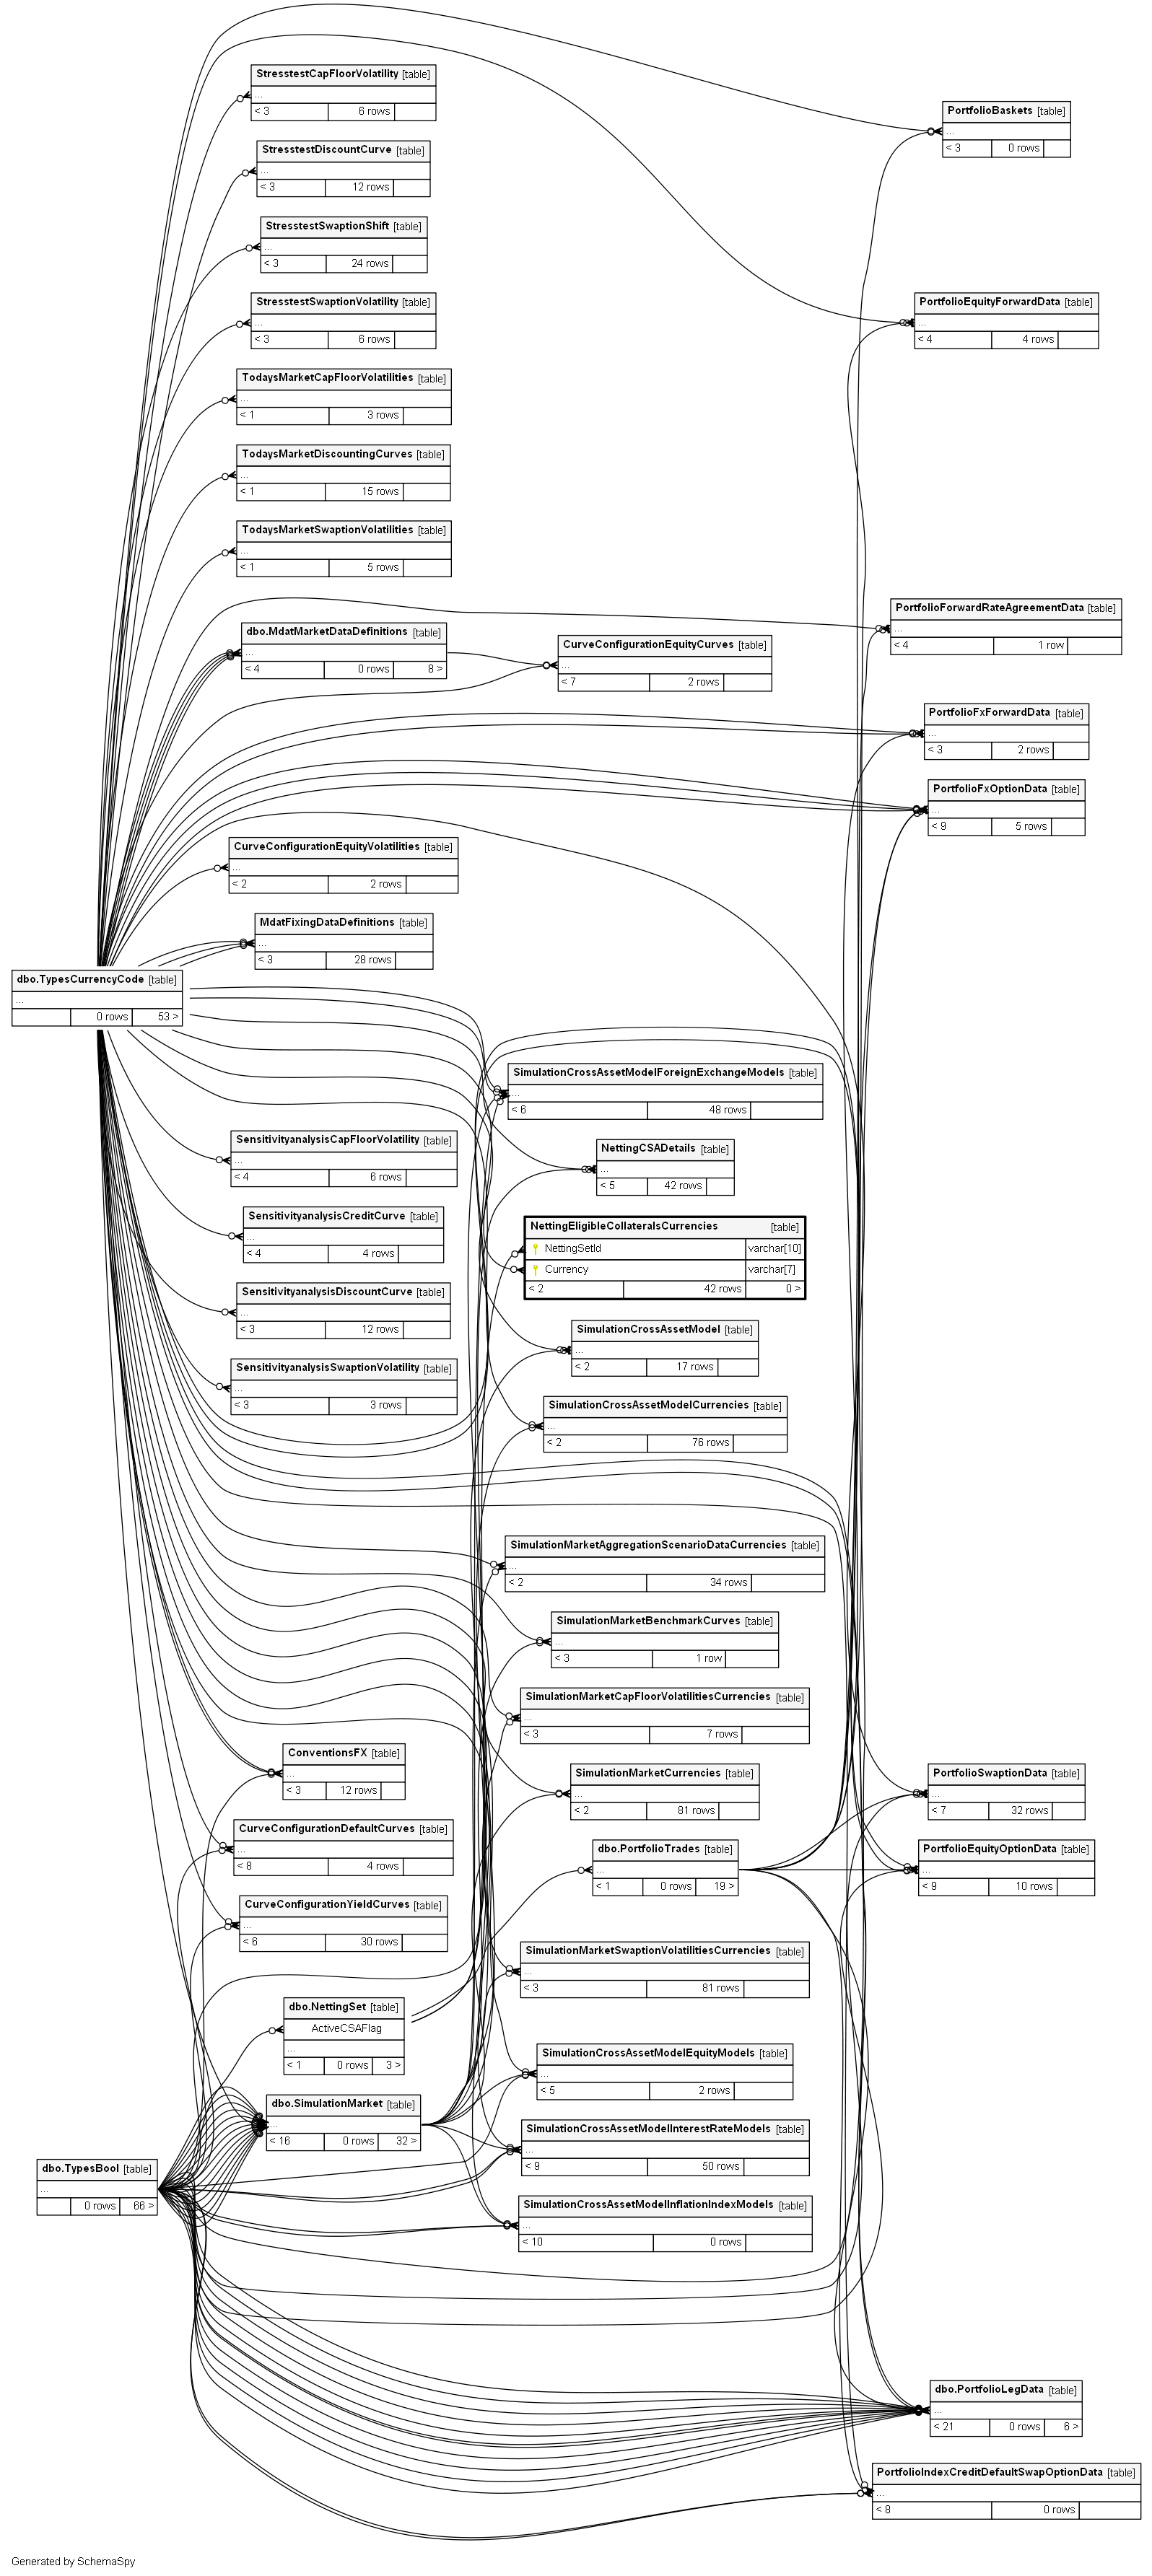 StresstestCapFloorVolatility [table]
...
< 3 6 rows
StresstestDiscountCurve [table]
...
< 3 12 rows
StresstestSwaptionShift [table]
...
< 3 24 rows
StresstestSwaptionVolatility [table]
...
< 3 6 rows
TodaysMarketCapFloorVolatilities [table]
...
< 1 3 rows
TodaysMarketDiscountingCurves [table]
...
< 1 15 rows
TodaysMarketSwaptionVolatilities [table]
...
< 1 5 rows
dbo.MdatMarketDataDefinitions [table]
...
< 4 0 rows 8 >
CurveConfigurationEquityVolatilities [table]
...
< 2 2 rows
MdatFixingDataDefinitions [table]
...
< 3 28 rows
dbo.TypesCurrencyCode [table]
...
0 rows 53 >
SensitivityanalysisCapFloorVolatility [table]
...
< 4 6 rows
SensitivityanalysisCreditCurve [table]
...
< 4 4 rows
SensitivityanalysisDiscountCurve [table]
...
< 3 12 rows
SensitivityanalysisSwaptionVolatility [table]
...
< 3 3 rows
ConventionsFX [table]
...
< 3 12 rows
CurveConfigurationDefaultCurves [table]
...
< 8 4 rows
CurveConfigurationYieldCurves [table]
...
< 6 30 rows
dbo.NettingSet [table]
ActiveCSAFlag
...
< 1 0 rows 3 >
dbo.SimulationMarket [table]
...
< 16 0 rows 32 >
dbo.TypesBool [table]
...
0 rows 66 >
CurveConfigurationEquityCurves [table]
...
< 7 2 rows
SimulationCrossAssetModelForeignExchangeModels [table]
...
< 6 48 rows
NettingCSADetails [table]
...
< 5 42 rows
NettingEligibleCollateralsCurrencies [table]
NettingSetId varchar[10]
Currency varchar[7]
< 2 42 rows 0 >
SimulationCrossAssetModel [table]
...
< 2 17 rows
SimulationCrossAssetModelCurrencies [table]
...
< 2 76 rows
SimulationMarketAggregationScenarioDataCurrencies [table]
...
< 2 34 rows
SimulationMarketBenchmarkCurves [table]
...
< 3 1 row
SimulationMarketCapFloorVolatilitiesCurrencies [table]
...
< 3 7 rows
SimulationMarketCurrencies [table]
...
< 2 81 rows
dbo.PortfolioTrades [table]
...
< 1 0 rows 19 >
SimulationMarketSwaptionVolatilitiesCurrencies [table]
...
< 3 81 rows
SimulationCrossAssetModelEquityModels [table]
...
< 5 2 rows
SimulationCrossAssetModelInterestRateModels [table]
...
< 9 50 rows
SimulationCrossAssetModelInflationIndexModels [table]
...
< 10 0 rows
PortfolioBaskets [table]
...
< 3 0 rows
PortfolioEquityForwardData [table]
...
< 4 4 rows
PortfolioForwardRateAgreementData [table]
...
< 4 1 row
PortfolioFxForwardData [table]
...
< 3 2 rows
PortfolioFxOptionData [table]
...
< 9 5 rows
PortfolioSwaptionData [table]
...
< 7 32 rows
PortfolioEquityOptionData [table]
...
< 9 10 rows
dbo.PortfolioLegData [table]
...
< 21 0 rows 6 >
PortfolioIndexCreditDefaultSwapOptionData [table]
...
< 8 0 rows
Generated by SchemaSpy